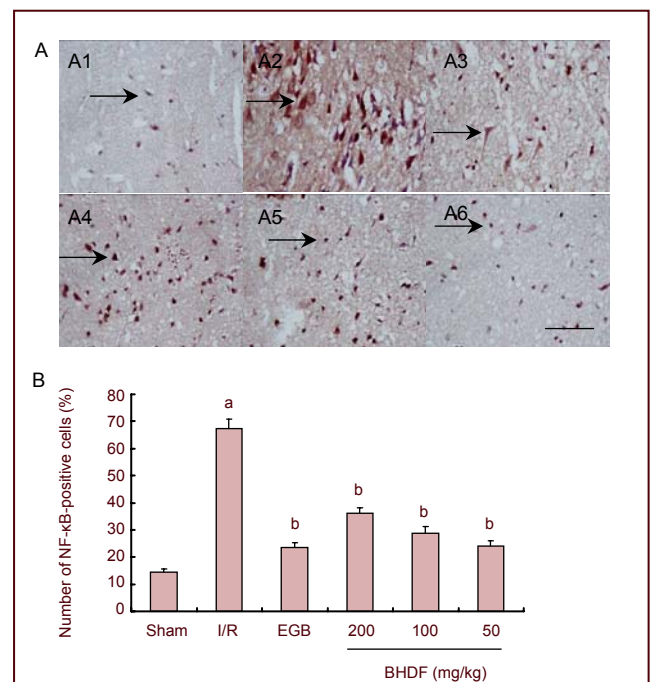 A
A1 A2 A3
A4 A5 A6
B
Number of NF-κB-positive cells (%)
80
70
60
50
40
30
20
10
0
a
b
b
b
b
Sham I/R EGB 200 100 50
BHDF (mg/kg)